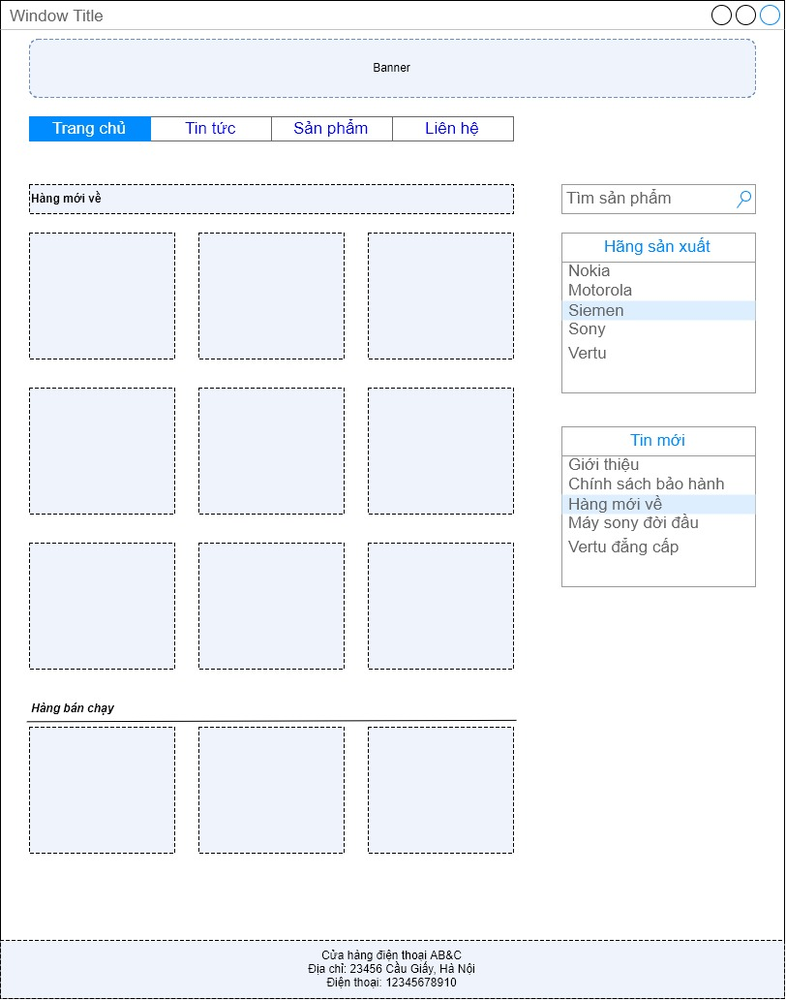 Window Title
Banner
Trang chủ
Tin tức
Sản phẩm
Liên hệ
Hàng mới về
Tìm sản phẩm
Hãng sản xuất
Nokia
Motorola
Siemen
Sony
Vertu
Tin mới
Giới thiệu
Chính sách bảo hành
Hàng mới về
Máy sony đời đầu
Vertu đẳng cấp
Hàng bán chạy
Cửa hàng điện thoại AB&C
Địa chỉ: 23456 Cầu Giấy, Hà Nội
Điện thoại: 12345678910